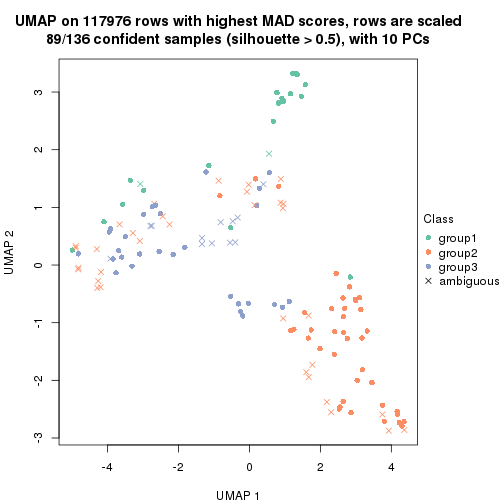 UMAP on 117976 rows with highest MAD scores, rows are scaled
89/136 confident samples (silhouette > 0.5), with 10 PCs
3
2
1
0
-1
-2
-3
UMAP 2
-4
-2
0
2
4
UMAP 1
Class
group1
group2
group3
ambiguous